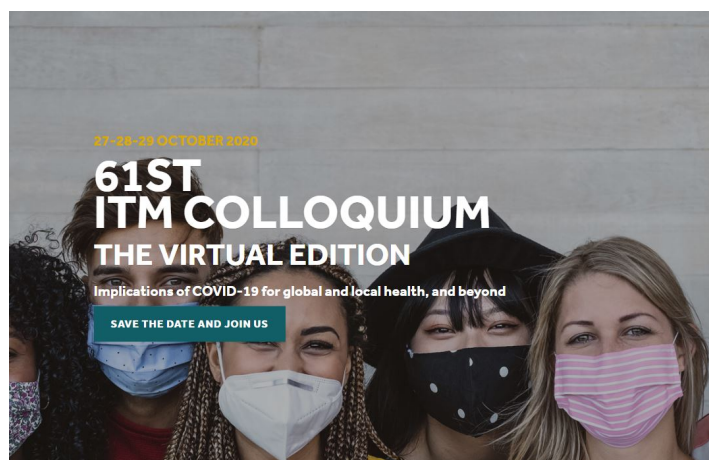 27-28-29 OCTOBER 2020
61ST
ITM COLLOQUIUM
THE VIRTUAL EDITION
Implications of COVID-19 for global and local health, and beyond
SAVE THE DATE AND JOIN US